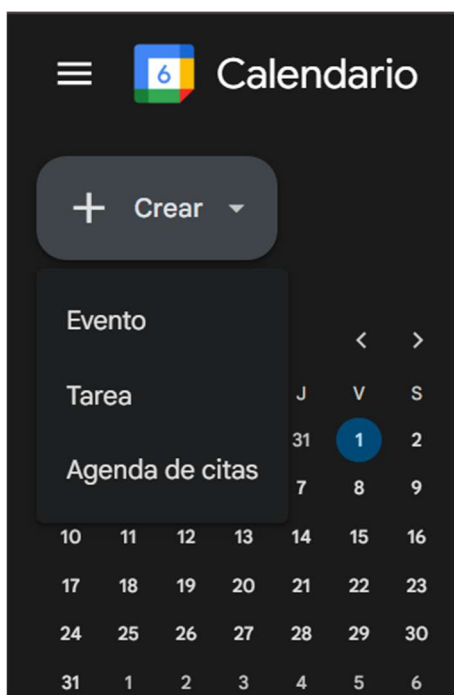 6 Calendario
+ Crear
Evento
< >
Tarea
J V S
31 1 2
Agenda de citas
7 8 9
10 11 12 13 14 15 16
17 18 19 20 21 22 23
24 25 26 27 28 29 30
31 1 2 3 4 5 6